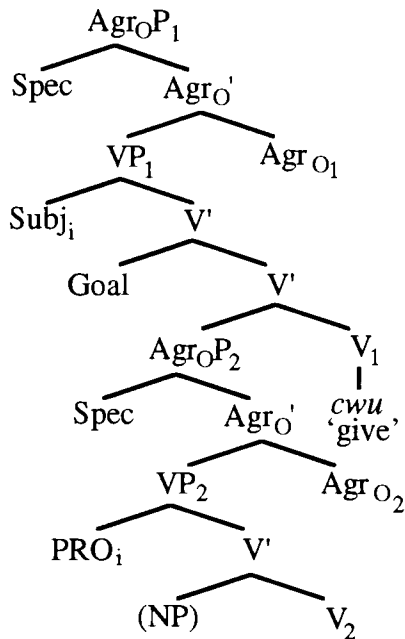 AgrOP1
Spec AgrO'
VP1 AgrO1
Subji V'
Goal V'
AgrOP2 V1
Spec AgrO' cwu
'give'
VP2 AgrO2
PROi V'
(NP) V2